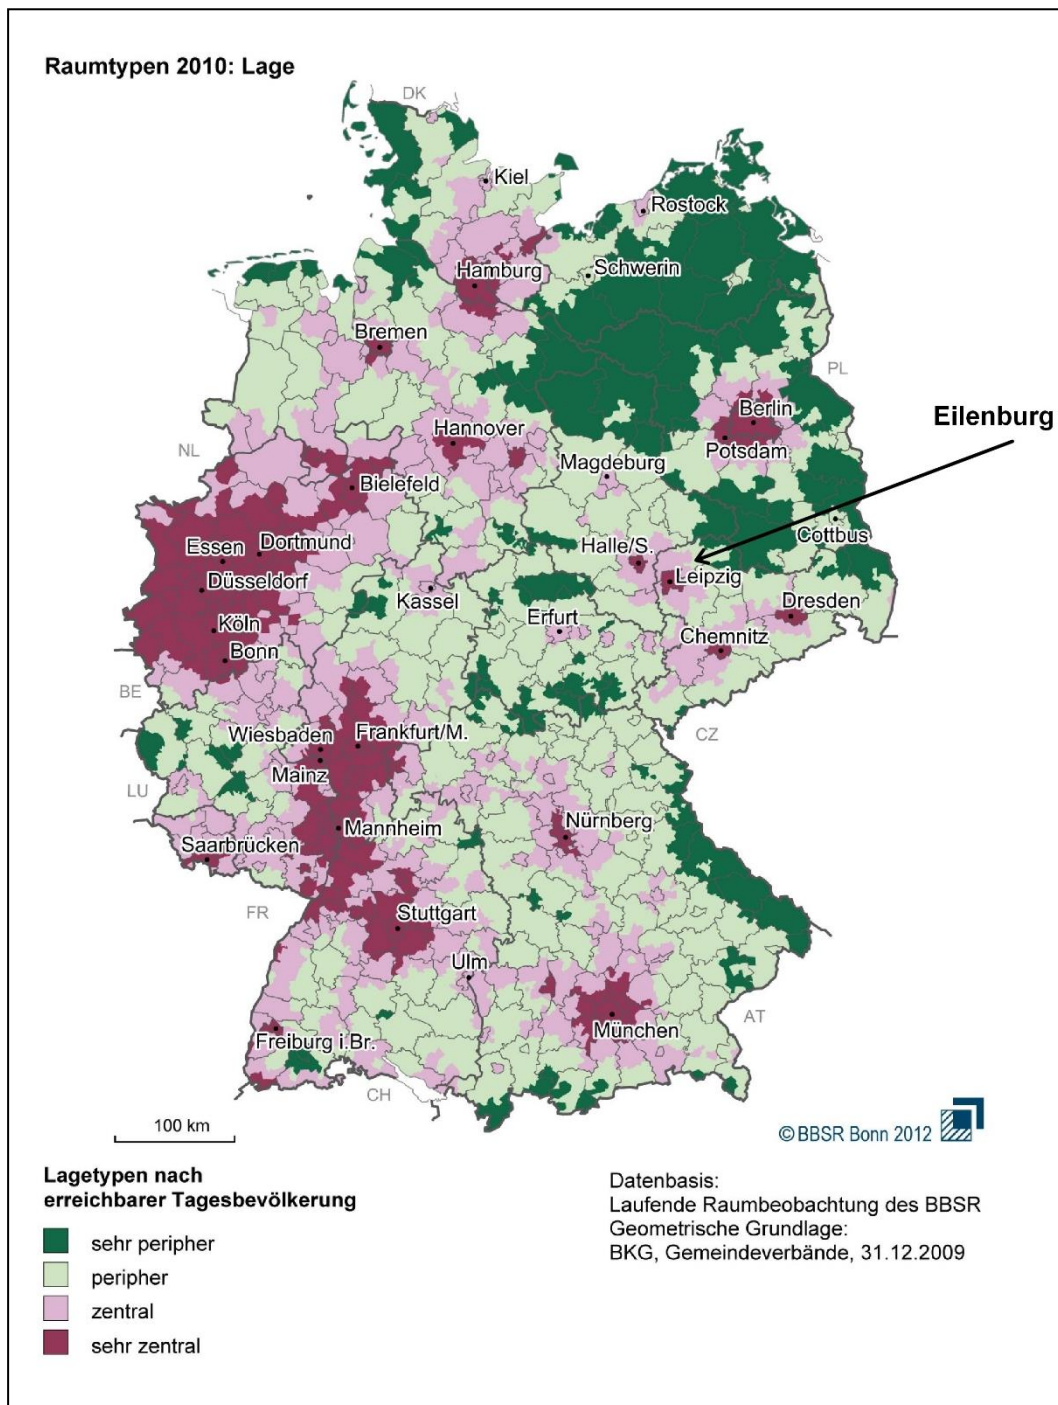 Raumtypen 2010: Lage
DK
Kiel
Rostock
Hamburg
Schwerin
Bremen
PL
Berlin
Eilenburg
Hannover
NL
Potsdam
Magdeburg
Bielefeld
Cottbus
Essen
Dortmund
Halle/S.
Leipzig
Düsseldorf
Kassel
Erfurt
Dresden
Köln
Chemnitz
Bonn
BE
Wiesbaden
Frankfurt/M.
CZ
Mainz
LU
Mannheim
Nürnberg
Saarbrücken
FR
Stuttgart
Ulm
AT
München
Freiburg i.Br.
CH
100 km
©BBSR Bonn 2012
Lagetypen nach
erreichbarer Tagesbevölkerung
sehr peripher
peripher
zentral
sehr zentral
Datenbasis:
Laufende Raumbeobachtung des BBSR
Geometrische Grundlage:
BKG, Gemeindeverbände, 31.12.2009